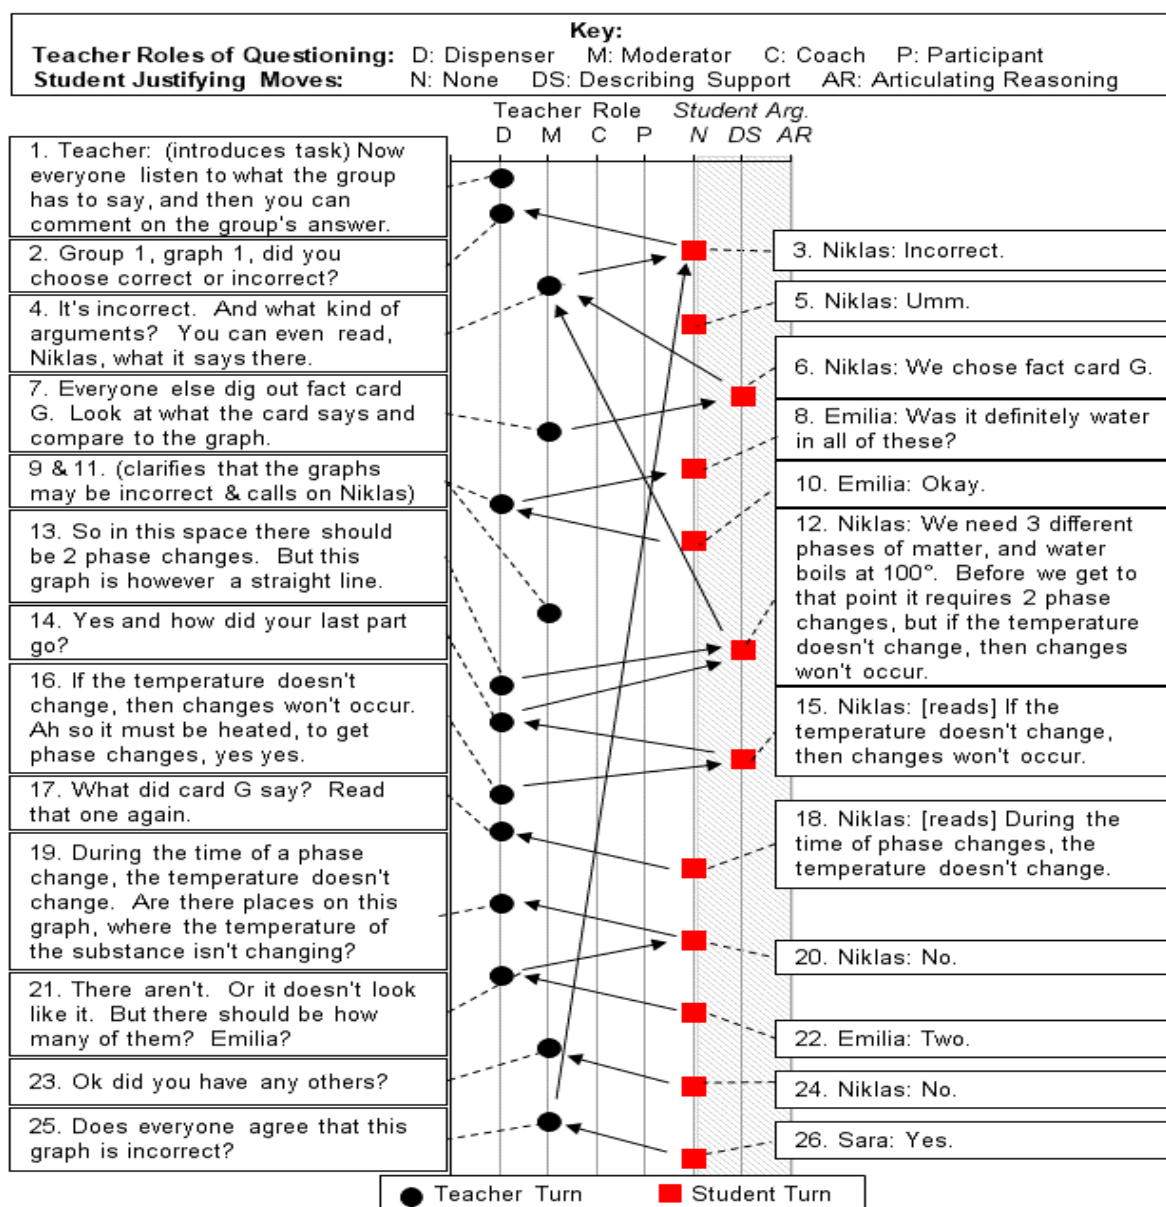 Key:
Teacher Roles of Questioning: D: Dispenser M: Moderator C: Coach P: Participant
Student Justifying Moves: N: None DS: Describing Support AR: Articulating Reasoning
Teacher Role Student Arg.
D M C P N DS AR
1. Teacher: (introduces task) Now
everyone listen to what the group
has to say, and then you can
comment on the group's answer.
2. Group 1, graph 1, did you
choose correct or incorrect?
3. Niklas: Incorrect.
4. It's incorrect. And what kind of
arguments? You can even read,
Niklas, what it says there.
5. Niklas: Umm.
6. Niklas: We chose fact card G.
7. Everyone else dig out fact card
G. Look at what the card says and
compare to the graph.
8. Emilia: Was it definitely water
in all of these?
9 & 11. (clarifies that the graphs
may be incorrect & calls on Niklas)
10. Emilia: Okay.
12. Niklas: We need 3 different
phases of matter, and water
boils at 100°. Before we get to
that point it requires 2 phase
changes, but if the temperature
doesn't change, then changes
won't occur.
13. So in this space there should
be 2 phase changes. But this
graph is however a straight line.
14. Yes and how did your last part
go?
15. Niklas: [reads] If the
temperature doesn't change,
then changes won't occur.
16. If the temperature doesn't
change, then changes won't occur.
Ah so it must be heated, to get
phase changes, yes yes.
17. What did card G say? Read
that one again.
18. Niklas: [reads] During the
time of phase changes, the
temperature doesn't change.
19. During the time of a phase
change, the temperature doesn't
change. Are there places on this
graph, where the temperature of
the substance isn't changing?
20. Niklas: No.
21. There aren't. Or it doesn't look
like it. But there should be how
many of them? Emilia?
22. Emilia: Two.
23. Ok did you have any others?
24. Niklas: No.
25. Does everyone agree that this
graph is incorrect?
26. Sara: Yes.
Teacher Turn Student Turn